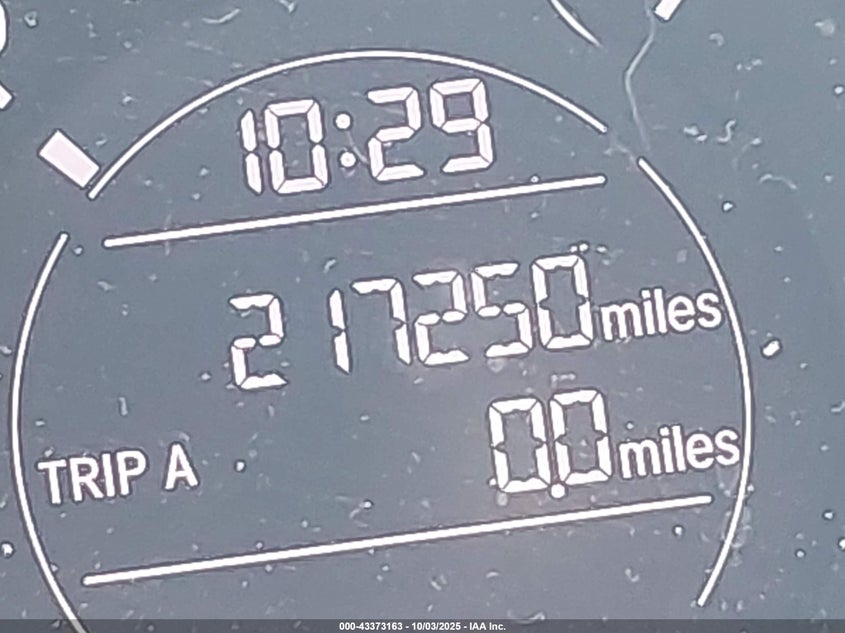 10:29
217250 miles
TRIP A 0.0 miles
000-43373163 - 10/03/2025 - IAA Inc.